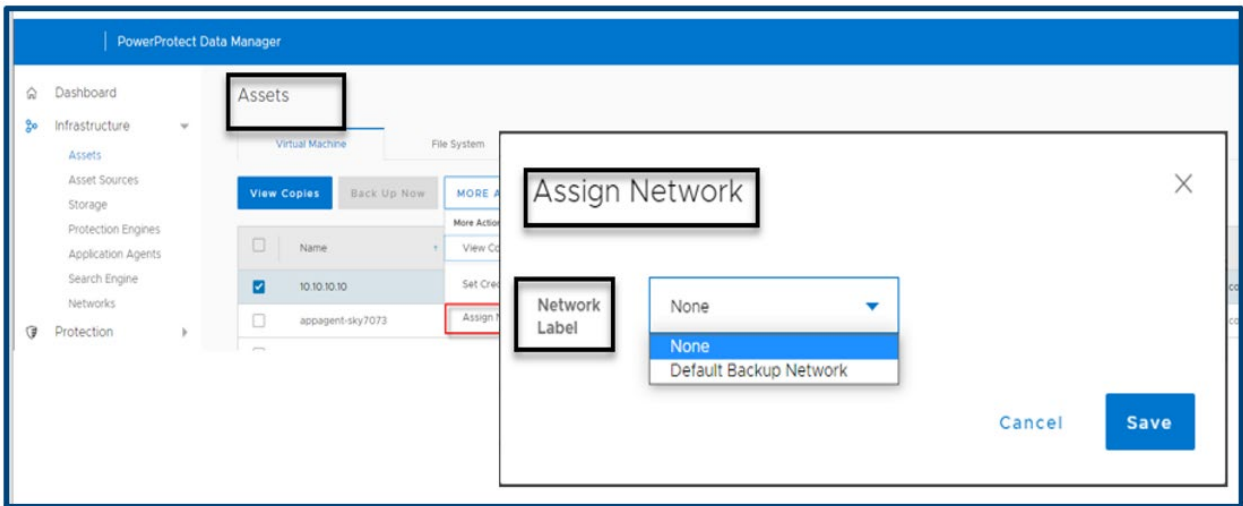 PowerProtect Data Manager
Dashboard
Infrastructure
Assets
Asset Sources
Storage
Protection Engines
Application Agents
Search Engine
Networks
Protection
Assets
Virtual Machine
File System
View Copies
Back Up Now
MORE A
More Action
View Co
Name
10.10.10.10
Set Cred
appagent-sky7073
Assign N
Assign Network
Network
Label
None
None
Default Backup Network
Cancel
Save